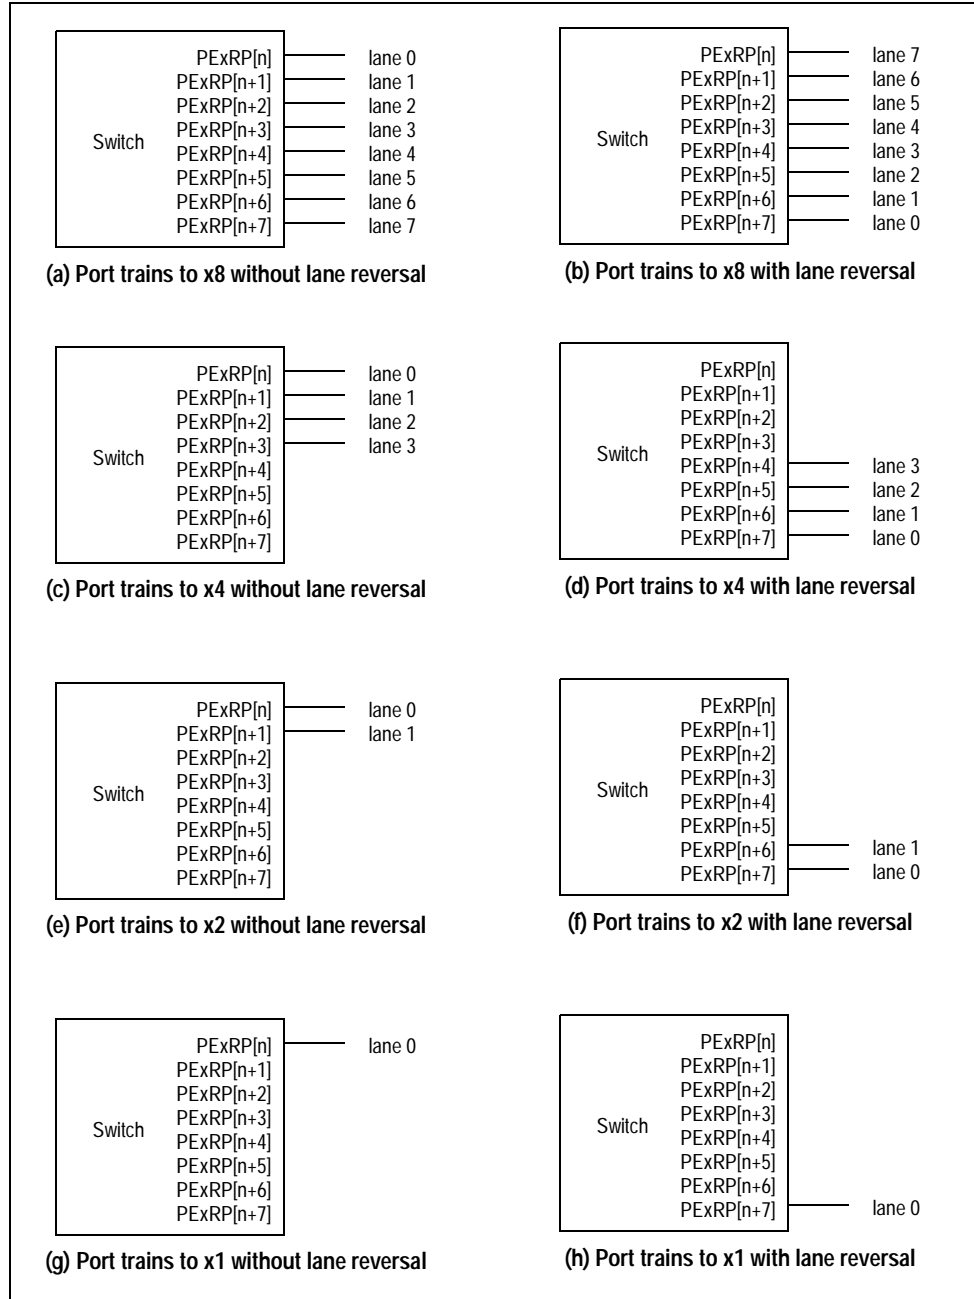 PExRP[n] lane 0
PExRP[n+1] lane 1
PExRP[n+2] lane 2
PExRP[n+3] lane 3
Switch
PExRP[n+4] lane 4
PExRP[n+5] lane 5
PExRP[n+6] lane 6
PExRP[n+7] lane 7
(a) Port trains to x8 without lane reversal
PExRP[n] lane 7
PExRP[n+1] lane 6
PExRP[n+2] lane 5
PExRP[n+3] lane 4
Switch
PExRP[n+4] lane 3
PExRP[n+5] lane 2
PExRP[n+6] lane 1
PExRP[n+7] lane 0
(b) Port trains to x8 with lane reversal
PExRP[n] lane 0
PExRP[n+1] lane 1
PExRP[n+2] lane 2
PExRP[n+3] lane 3
Switch
PExRP[n+4]
PExRP[n+5]
PExRP[n+6]
PExRP[n+7]
(c) Port trains to x4 without lane reversal
PExRP[n]
PExRP[n+1]
PExRP[n+2]
PExRP[n+3]
Switch
PExRP[n+4] lane 3
PExRP[n+5] lane 2
PExRP[n+6] lane 1
PExRP[n+7] lane 0
(d) Port trains to x4 with lane reversal
PExRP[n] lane 0
PExRP[n+1] lane 1
PExRP[n+2]
PExRP[n+3]
Switch
PExRP[n+4]
PExRP[n+5]
PExRP[n+6]
PExRP[n+7]
(e) Port trains to x2 without lane reversal
PExRP[n]
PExRP[n+1]
PExRP[n+2]
PExRP[n+3]
Switch
PExRP[n+4]
PExRP[n+5]
PExRP[n+6] lane 1
PExRP[n+7] lane 0
(f) Port trains to x2 with lane reversal
PExRP[n] lane 0
PExRP[n+1]
PExRP[n+2]
PExRP[n+3]
Switch
PExRP[n+4]
PExRP[n+5]
PExRP[n+6]
PExRP[n+7]
(g) Port trains to x1 without lane reversal
PExRP[n]
PExRP[n+1]
PExRP[n+2]
PExRP[n+3]
Switch
PExRP[n+4]
PExRP[n+5]
PExRP[n+6]
PExRP[n+7] lane 0
(h) Port trains to x1 with lane reversal